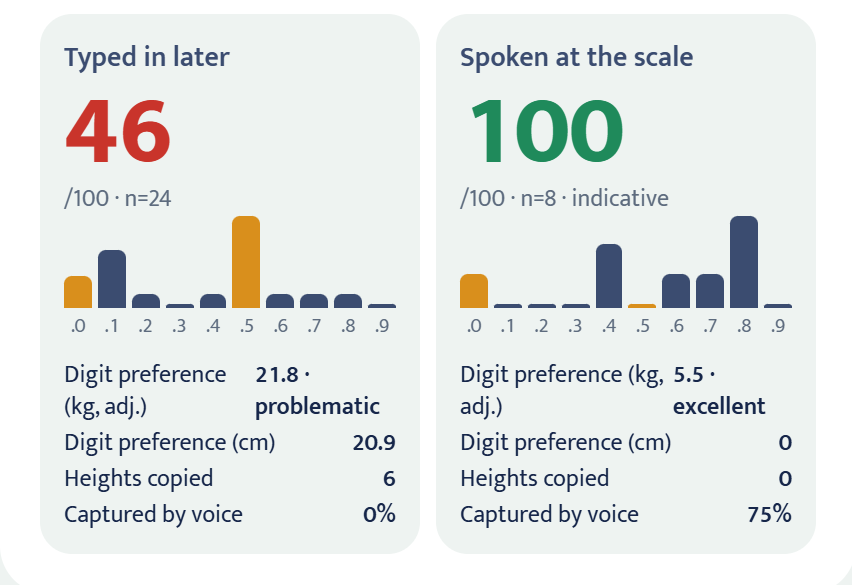 Typed in later
46
/100 · n=24
.0 .1 .2 .3 .4 .5 .6 .7 .8 .9
Digit preference (kg, adj.) 21.8 · problematic
Digit preference (cm) 20.9
Heights copied 6
Captured by voice 0%
Spoken at the scale
100
/100 · n=8 · indicative
.0 .1 .2 .3 .4 .5 .6 .7 .8 .9
Digit preference (kg, adj.) 5.5 · excellent
Digit preference (cm) 0
Heights copied 0
Captured by voice 75%